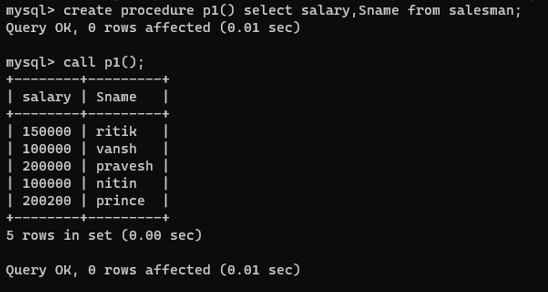 mysql> create procedure p1() select salary,Sname from salesman;
Query OK, 0 rows affected (0.01 sec)

mysql> call p1();
+--------+---------+
| salary | Sname   |
+--------+---------+
| 150000 | ritik   |
| 100000 | vansh   |
| 200000 | pravesh |
| 100000 | nitin   |
| 200200 | prince  |
+--------+---------+
5 rows in set (0.00 sec)

Query OK, 0 rows affected (0.01 sec)